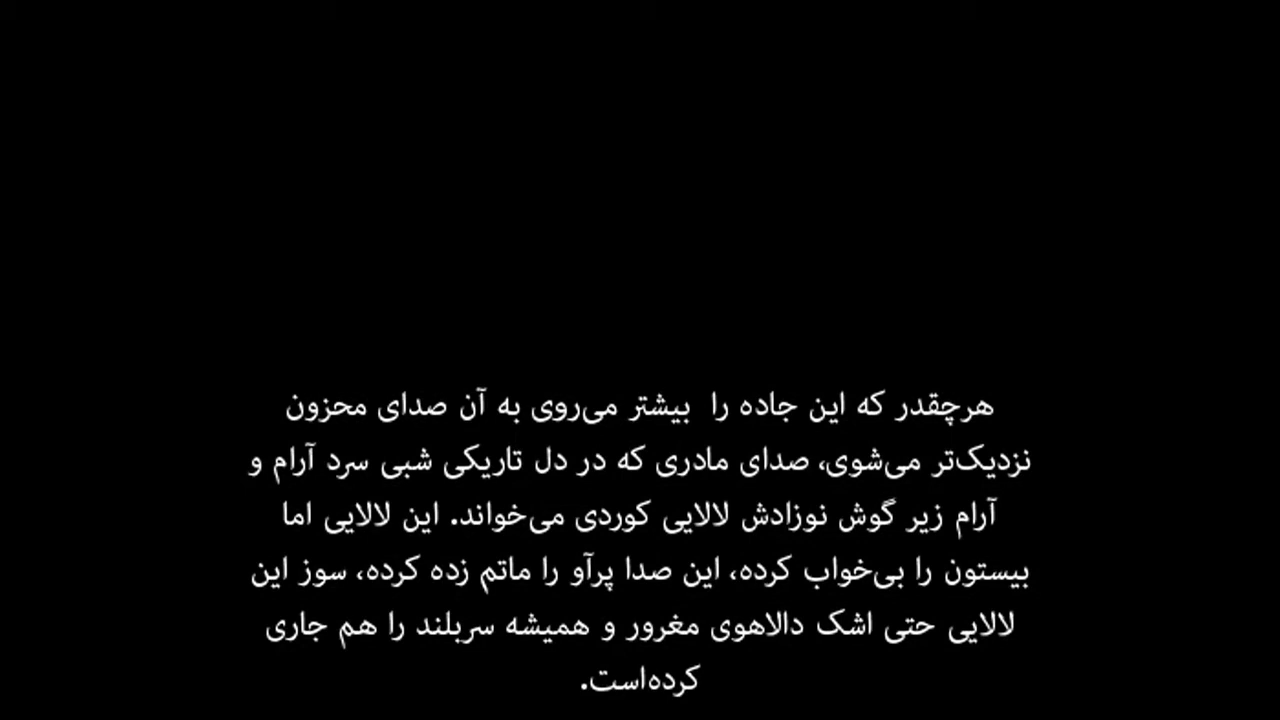 هرچقدر که این جاده را  بیشتر می‌روی به آن صدای محزون
نزدیک‌تر می‌شوی، صدای مادری که در دل تاریکی شبی سرد آرام و
آرام زیر گوش نوزادش لالایی کوردی می‌خواند. این لالایی اما
بیستون را بی‌خواب کرده، این صدا پرآو را ماتم زده کرده، سوز این
لالایی حتی اشک دالاهوی مغرور و همیشه سربلند را هم جاری
کرده‌است.